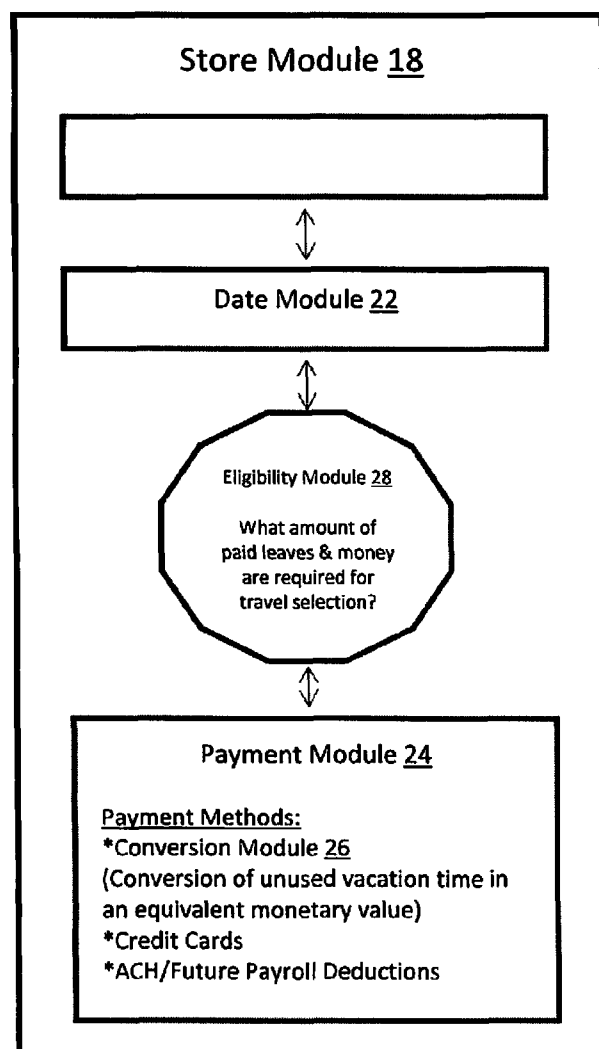 Store Module 18
Date Module 22
Eligibility Module 28
What amount of
paid leaves & money
are required for
travel selection?
Payment Module 24
Payment Methods:
*Conversion Module 26
(Conversion of unused vacation time in
an equivalent monetary value)
*Credit Cards
*ACH/Future Payroll Deductions